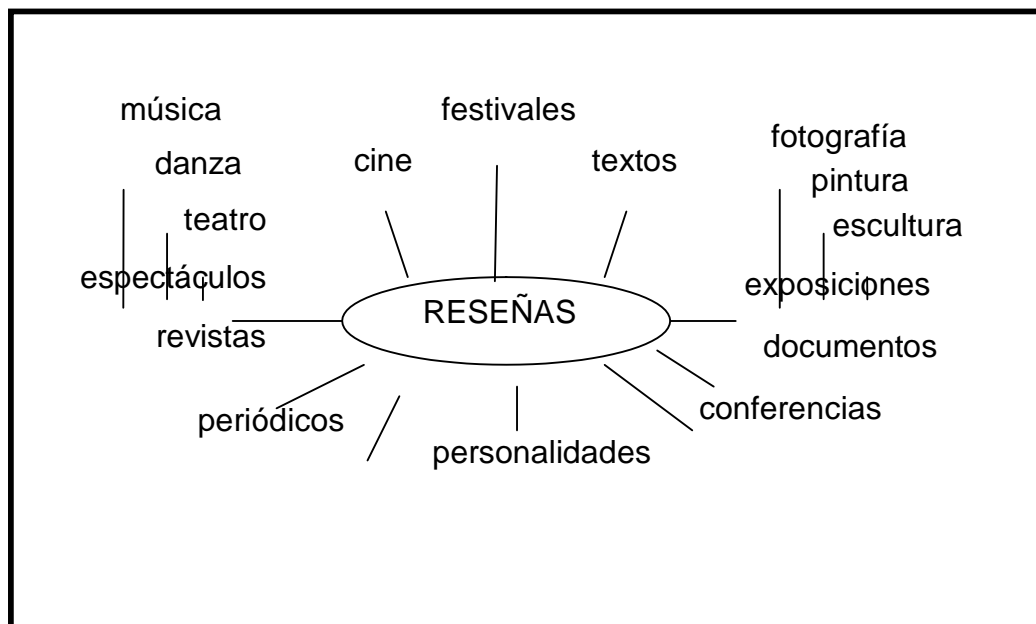 música
festivales
fotografía
danza
cine
textos
pintura
teatro
escultura
espectáculos
exposiciones
RESEÑAS
revistas
documentos
periódicos
conferencias
personalidades